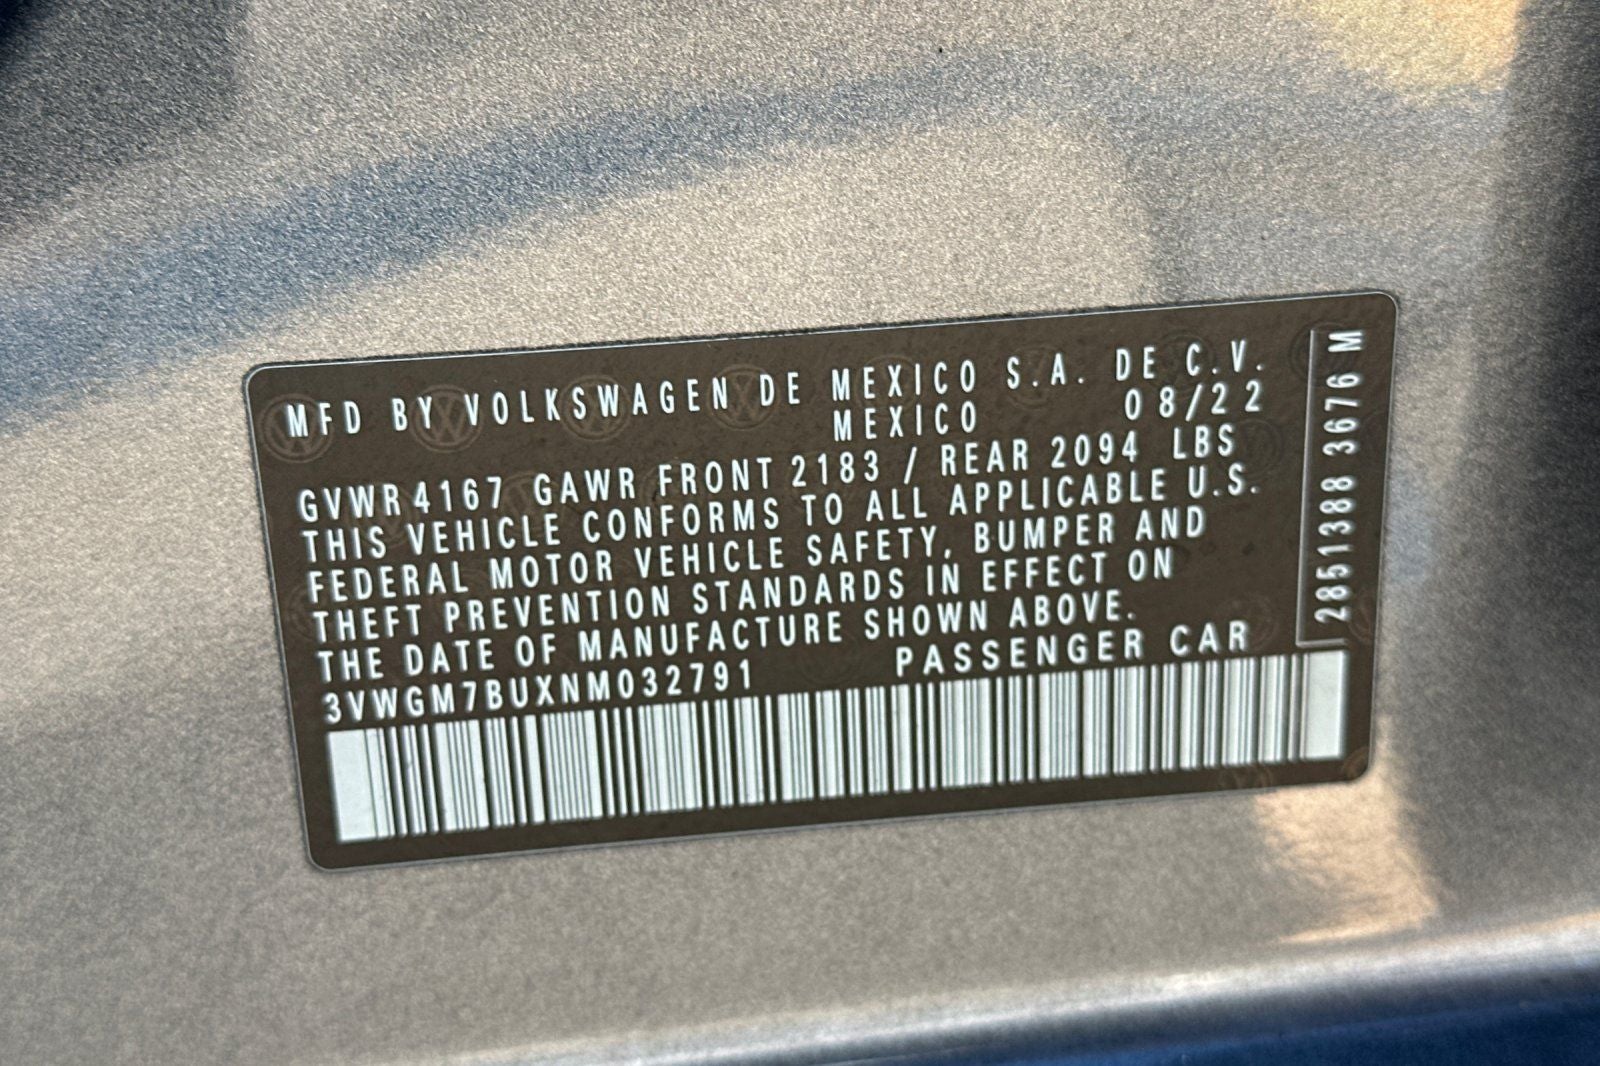 MFD BY VOLKSWAGEN DE MEXICO S.A. DE C.V.
MEXICO 08/22
GVWR 4167 GAWR FRONT 2183 / REAR 2094 LBS
THIS VEHICLE CONFORMS TO ALL APPLICABLE U.S.
FEDERAL MOTOR VEHICLE SAFETY, BUMPER AND
THEFT PREVENTION STANDARDS IN EFFECT ON
THE DATE OF MANUFACTURE SHOWN ABOVE.
3VWGM7BUXNM032791 PASSENGER CAR
2851388 3676 M